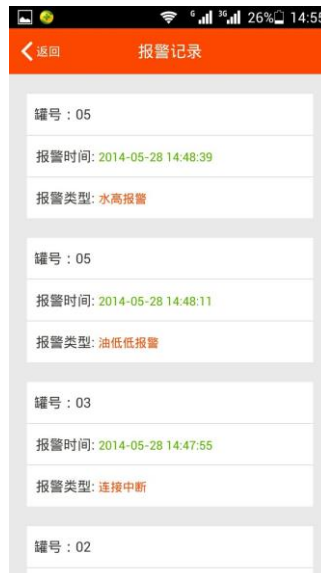 G 3G 26% 14:55
返回 报警记录
罐号：05
报警时间: 2014-05-28 14:48:39
报警类型: 水高报警
罐号：05
报警时间: 2014-05-28 14:48:11
报警类型: 油低低报警
罐号：03
报警时间: 2014-05-28 14:47:55
报警类型: 连接中断
罐号：02